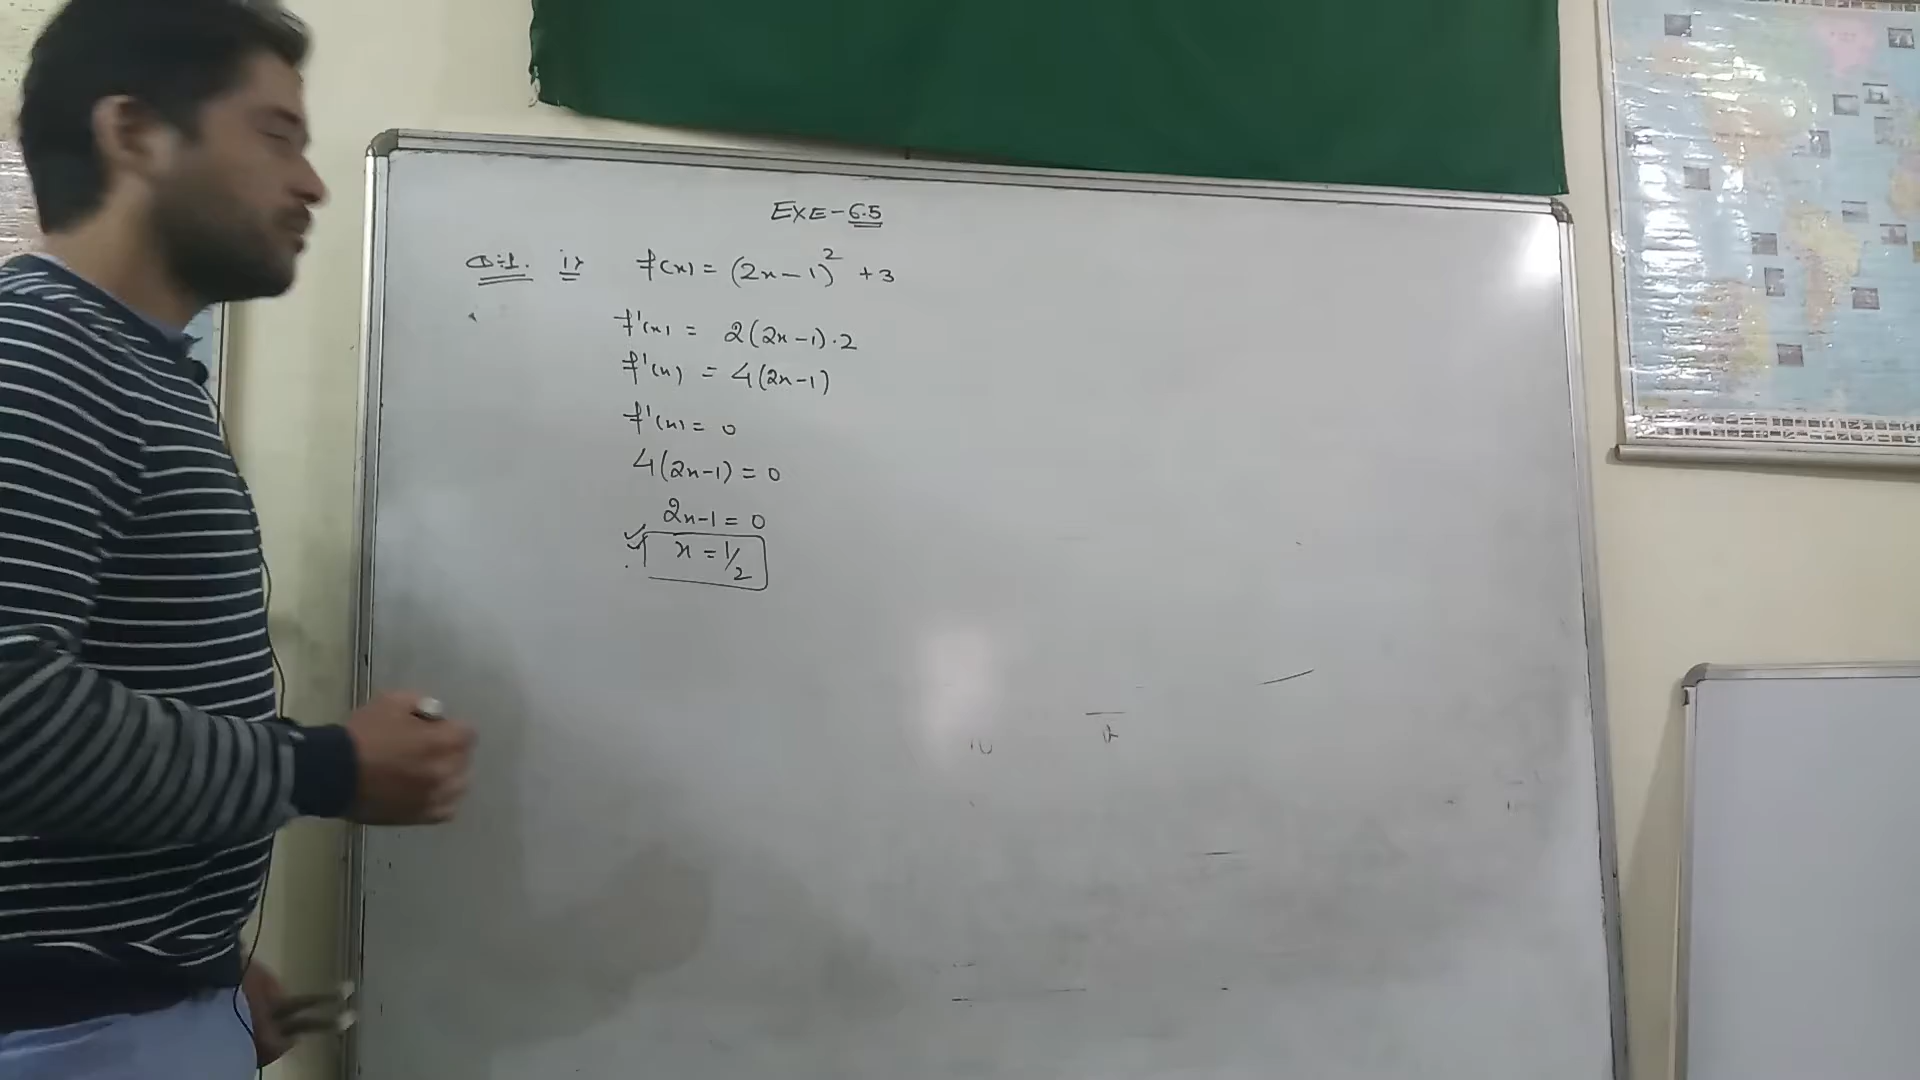 EXE-6.5
Q:1. i) f(x) = (2x-1)² +3
f'(x) = 2(2x-1).2
f'(x) = 4(2x-1)
f'(x) = 0
4(2x-1) = 0
2x-1 = 0
x = 1/2